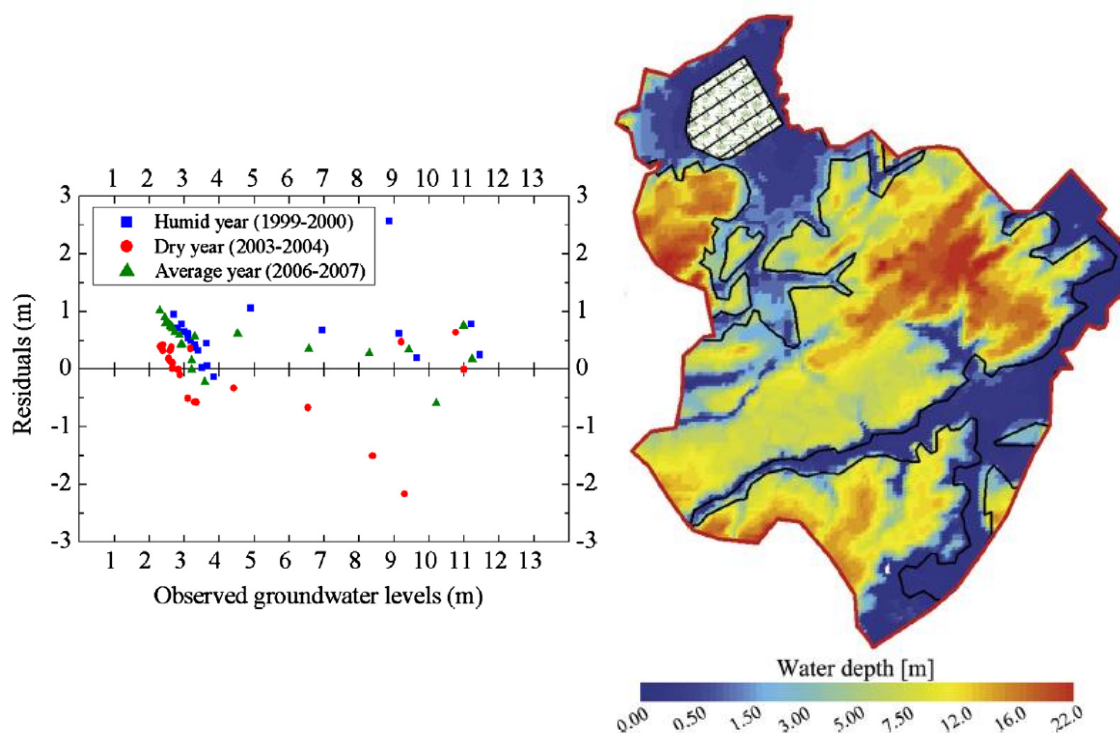 1 2 3 4 5 6 7 8 9 10 11 12 13
3 3
Humid year (1999-2000)
Dry year (2003-2004)
Average year (2006-2007)
2 2
1 1
0 0
-1 -1
-2 -2
-3 -3
Residuals (m)
1 2 3 4 5 6 7 8 9 10 11 12 13
Observed groundwater levels (m)
Water depth [m]
0.00 0.50 1.50 3.00 5.00 7.50 12.0 16.0 22.0